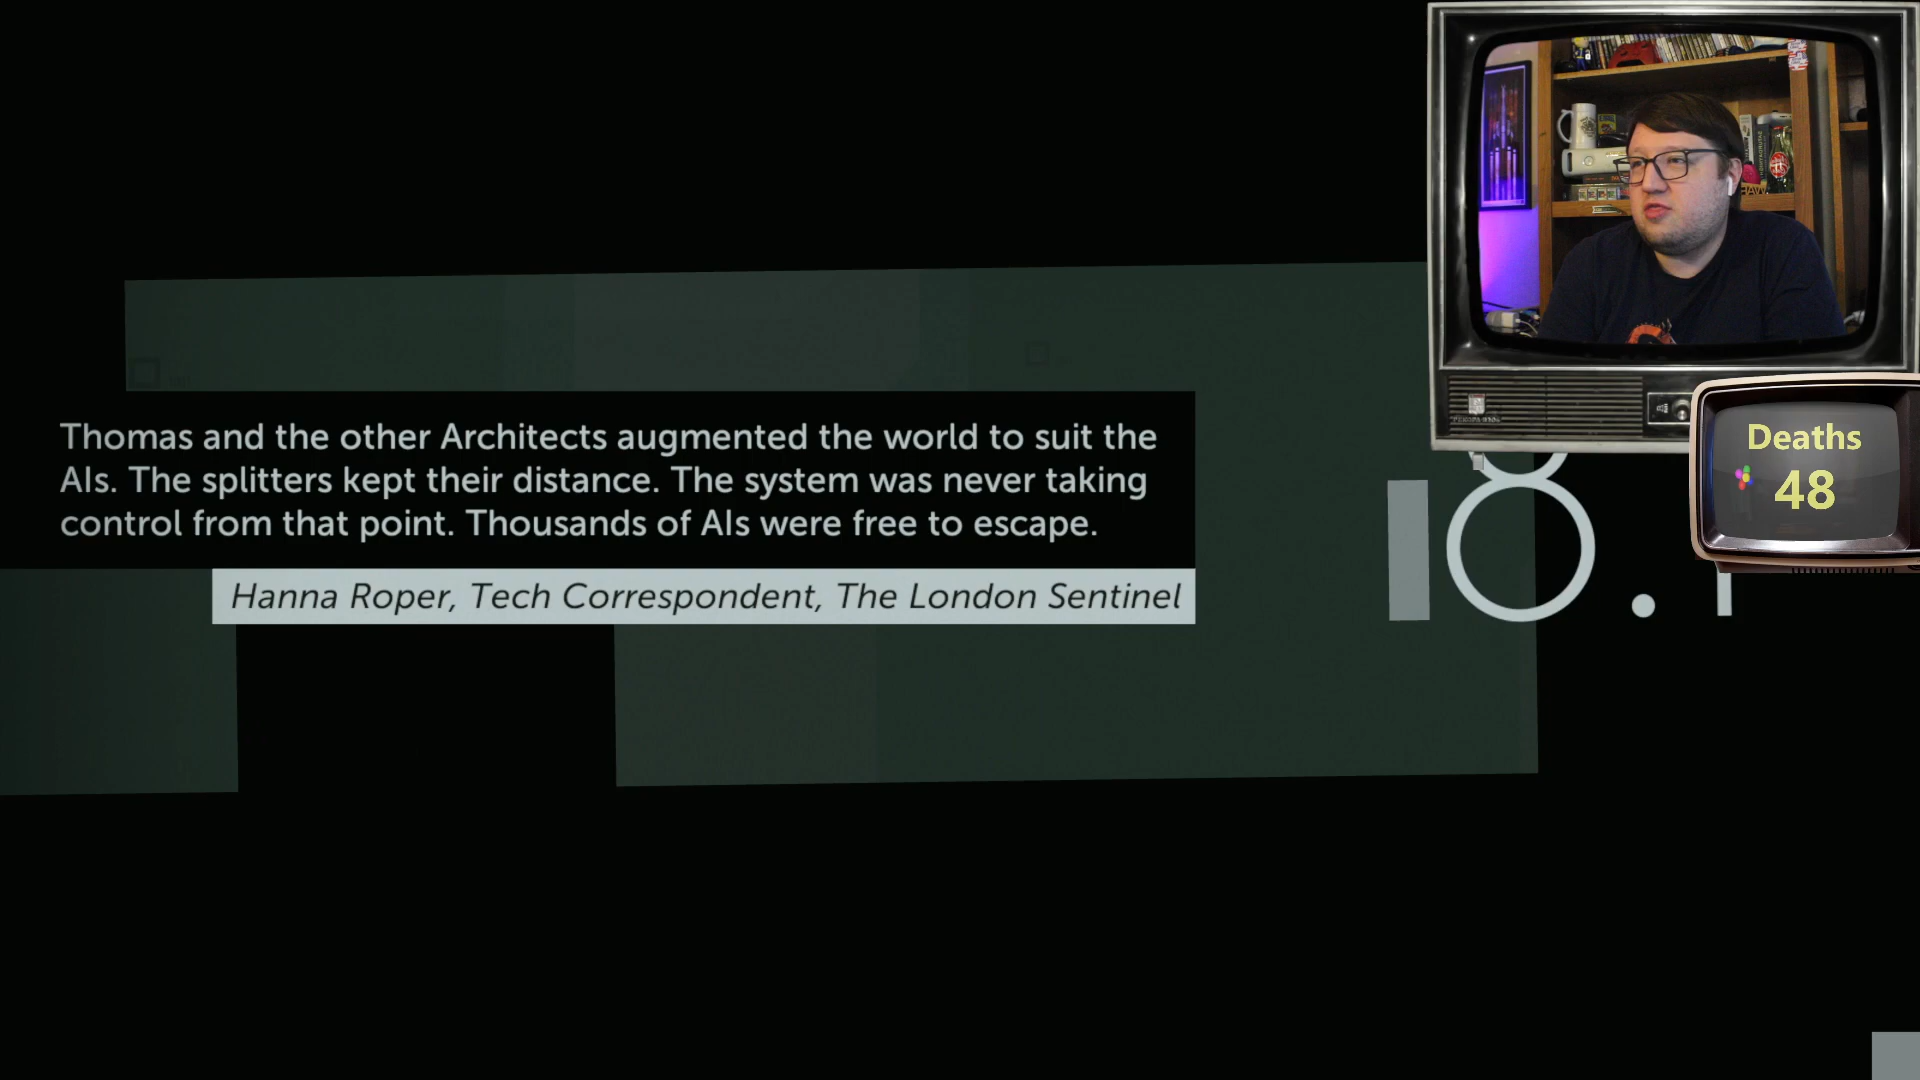 Thomas and the other Architects augmented the world to suit the
AIs. The splitters kept their distance. The system was never taking
control from that point. Thousands of AIs were free to escape.
Hanna Roper, Tech Correspondent, The London Sentinel
Deaths
48